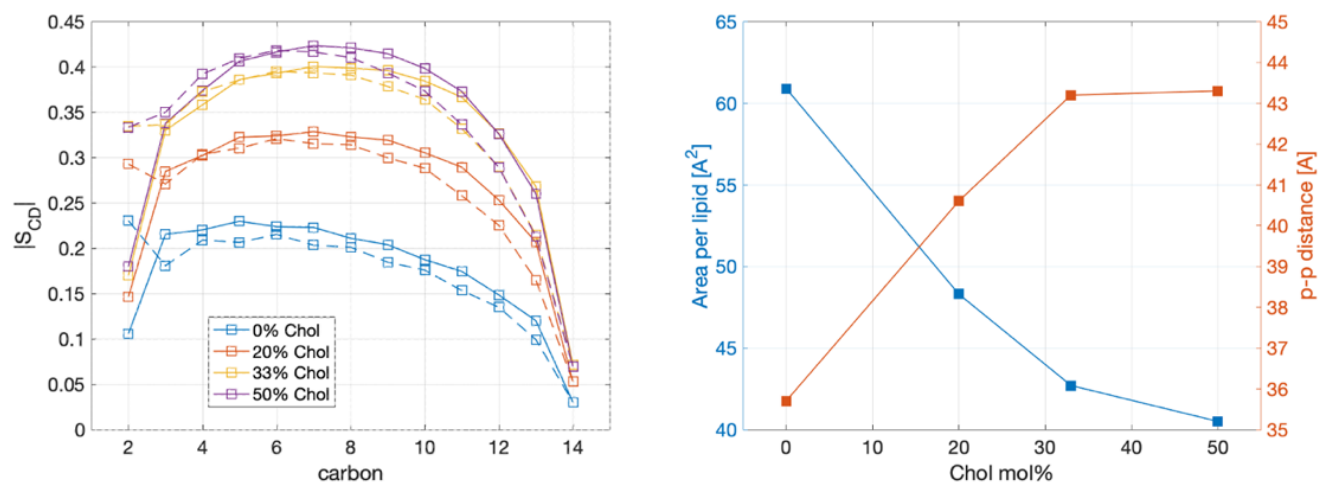 0.45
0.4
0.35
0.3
0.25
0.2
0.15
0.1
0.05
0
|S_CD|
0% Chol
20% Chol
33% Chol
50% Chol
2 4 6 8 10 12 14
carbon
65
60
55
50
45
40
Area per lipid [A²]
45
44
43
42
41
40
39
38
37
36
35
p-p distance [A]
0 10 20 30 40 50
Chol mol%